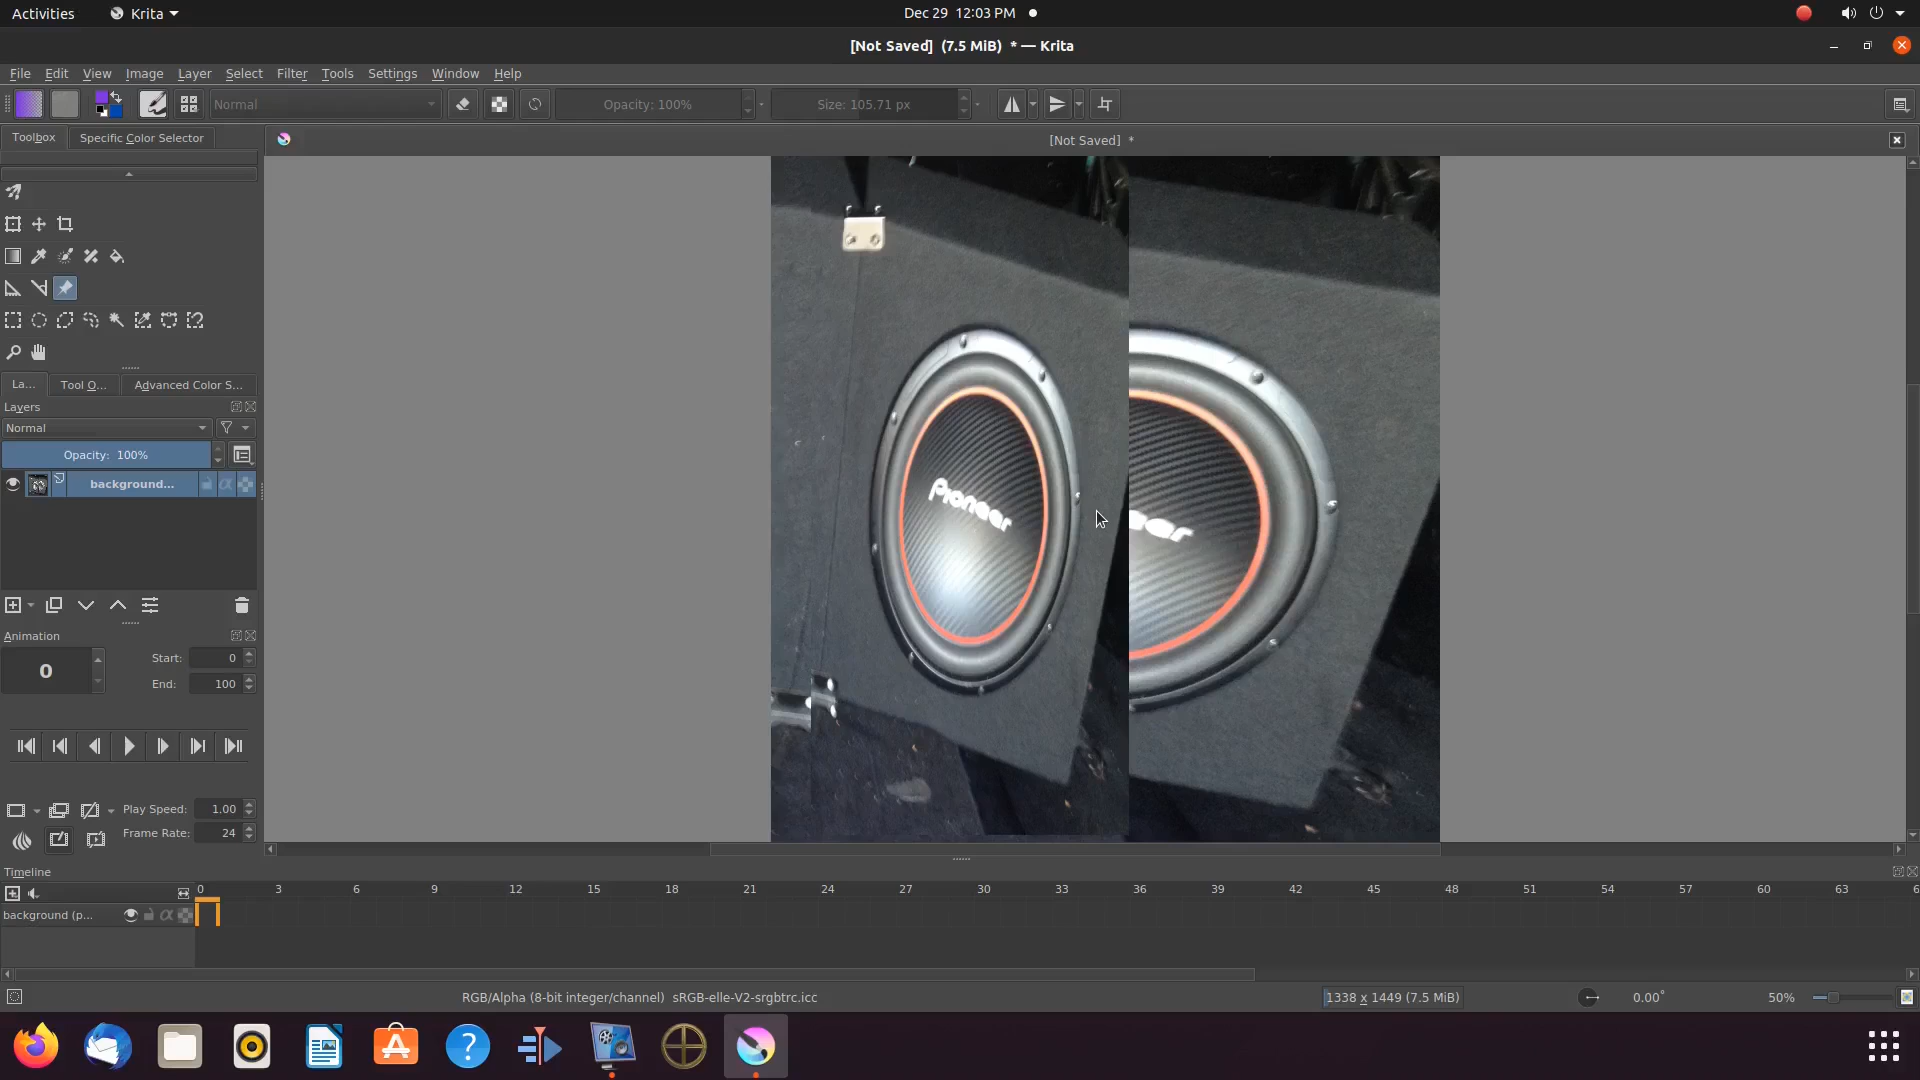 Activities Krita Dec 29 12:03 PM
[Not Saved] (7.5 MiB) * — Krita
File Edit View Image Layer Select Filter Tools Settings Window Help
Normal Opacity: 100% Size: 105.71 px
Toolbox Specific Color Selector
[Not Saved] *
La... Tool O... Advanced Color S...
Layers
Normal
Opacity: 100%
background...
Animation
0 Start: 0
End: 100
Play Speed: 1.00
Frame Rate: 24
Pioneer
eer
Timeline
0 3 6 9 12 15 18 21 24 27 30 33 36 39 42 45 48 51 54 57 60 63 6
background (p...
RGB/Alpha (8-bit integer/channel) sRGB-elle-V2-srgbtrc.icc 1338 x 1449 (7.5 MiB) 0.00° 50%